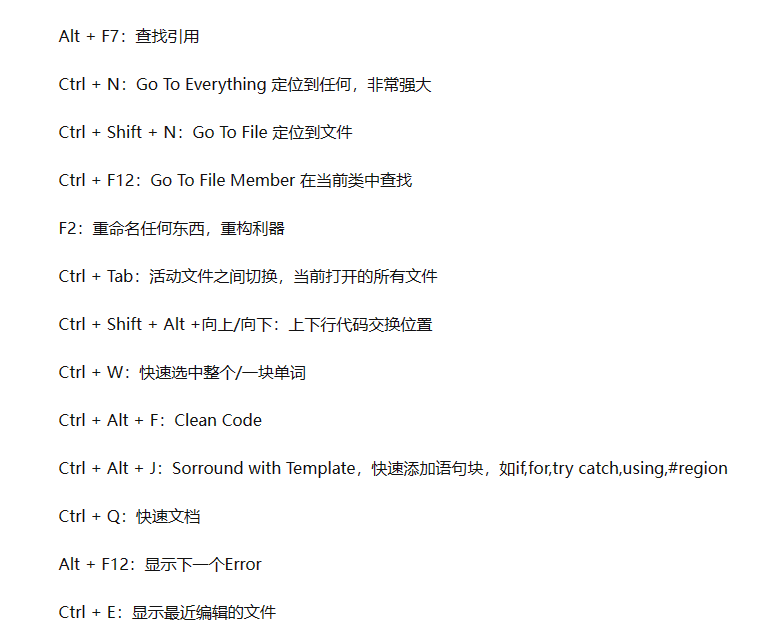 Alt + F7：查找引用
Ctrl + N：Go To Everything 定位到任何，非常强大
Ctrl + Shift + N：Go To File 定位到文件
Ctrl + F12：Go To File Member 在当前类中查找
F2：重命名任何东西，重构利器
Ctrl + Tab：活动文件之间切换，当前打开的所有文件
Ctrl + Shift + Alt +向上/向下：上下行代码交换位置
Ctrl + W：快速选中整个/一块单词
Ctrl + Alt + F：Clean Code
Ctrl + Alt + J：Sorround with Template，快速添加语句块，如if,for,try catch,using,#region
Ctrl + Q：快速文档
Alt + F12：显示下一个Error
Ctrl + E：显示最近编辑的文件